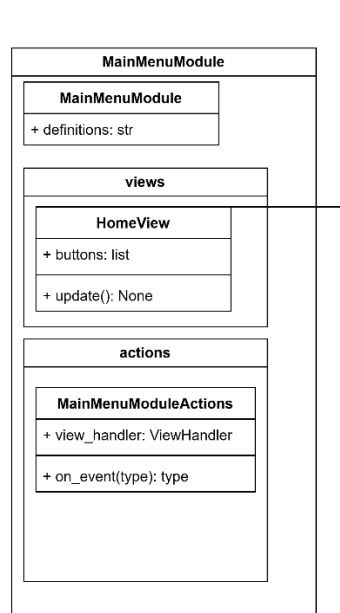 MainMenuModule
MainMenuModule
+ definitions: str
views
HomeView
+ buttons: list
+ update(): None
actions
MainMenuModuleActions
+ view_handler: ViewHandler
+ on_event(type): type